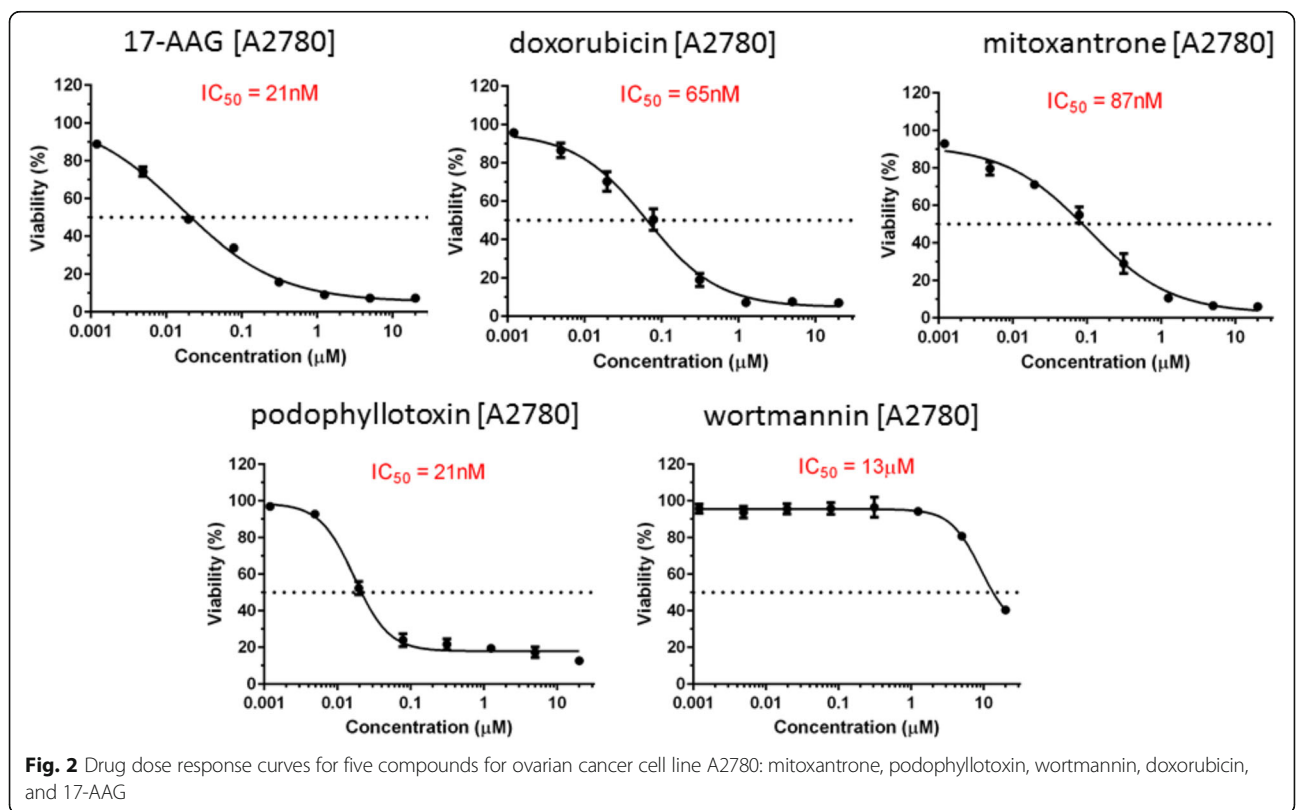 17-AAG [A2780]
IC50 = 21nM
Viability (%)
120
100
80
60
40
20
0
0.001 0.01 0.1 1 10
Concentration (μM)
doxorubicin [A2780]
IC50 = 65nM
Viability (%)
120
100
80
60
40
20
0
0.001 0.01 0.1 1 10
Concentration (μM)
mitoxantrone [A2780]
IC50 = 87nM
Viability (%)
120
100
80
60
40
20
0
0.001 0.01 0.1 1 10
Concentration (μM)
podophyllotoxin [A2780]
IC50 = 21nM
Viability (%)
120
100
80
60
40
20
0
0.001 0.01 0.1 1 10
Concentration (μM)
wortmannin [A2780]
IC50 = 13μM
Viability (%)
120
100
80
60
40
20
0
0.001 0.01 0.1 1 10
Concentration (μM)
Fig. 2 Drug dose response curves for five compounds for ovarian cancer cell line A2780: mitoxantrone, podophyllotoxin, wortmannin, doxorubicin,
and 17-AAG